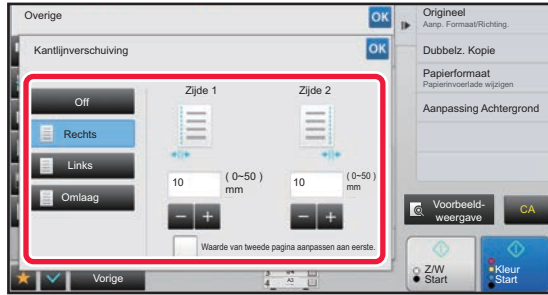 Overige
OK
Kantlijnverschuiving
OK
Off
Rechts
Links
Omlaag
Zijde 1
Zijde 2
10
( 0~50 )
mm
10
( 0~50 )
mm
Waarde van tweede pagina aanpassen aan eerste.
Vorige
Origineel
Aanp. Formaat/Richting.
Dubbelz. Kopie
Papierformaat
Papierinvoerlade wijzigen
Aanpassing Achtergrond
Voorbeeld-
weergave
CA
Z/W
Start
Kleur
Start
4
A3